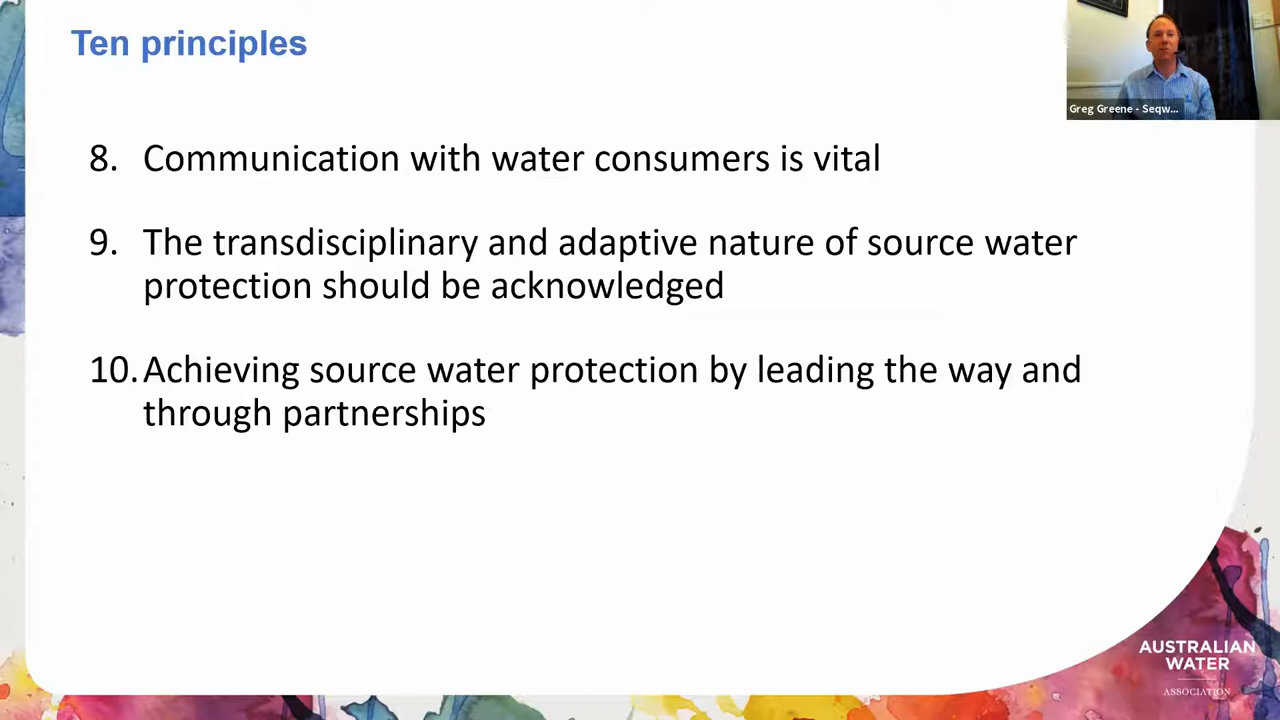 Ten principles
Greg Greene - Seqw...
8. Communication with water consumers is vital
9. The transdisciplinary and adaptive nature of source water
protection should be acknowledged
10. Achieving source water protection by leading the way and
through partnerships
AUSTRALIAN
WATER
ASSOCIATION